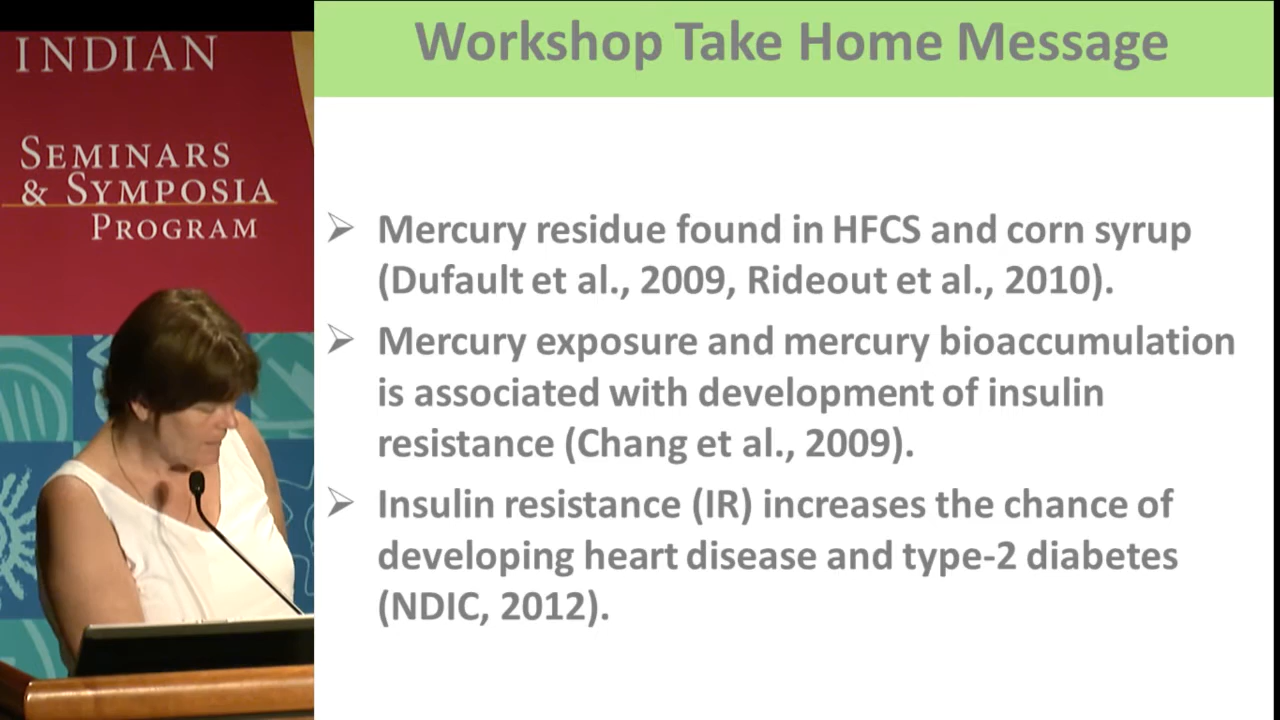 INDIAN
SEMINARS
& SYMPOSIA
PROGRAM
Workshop Take Home Message
Mercury residue found in HFCS and corn syrup
(Dufault et al., 2009, Rideout et al., 2010).
Mercury exposure and mercury bioaccumulation
is associated with development of insulin
resistance (Chang et al., 2009).
Insulin resistance (IR) increases the chance of
developing heart disease and type-2 diabetes
(NDIC, 2012).